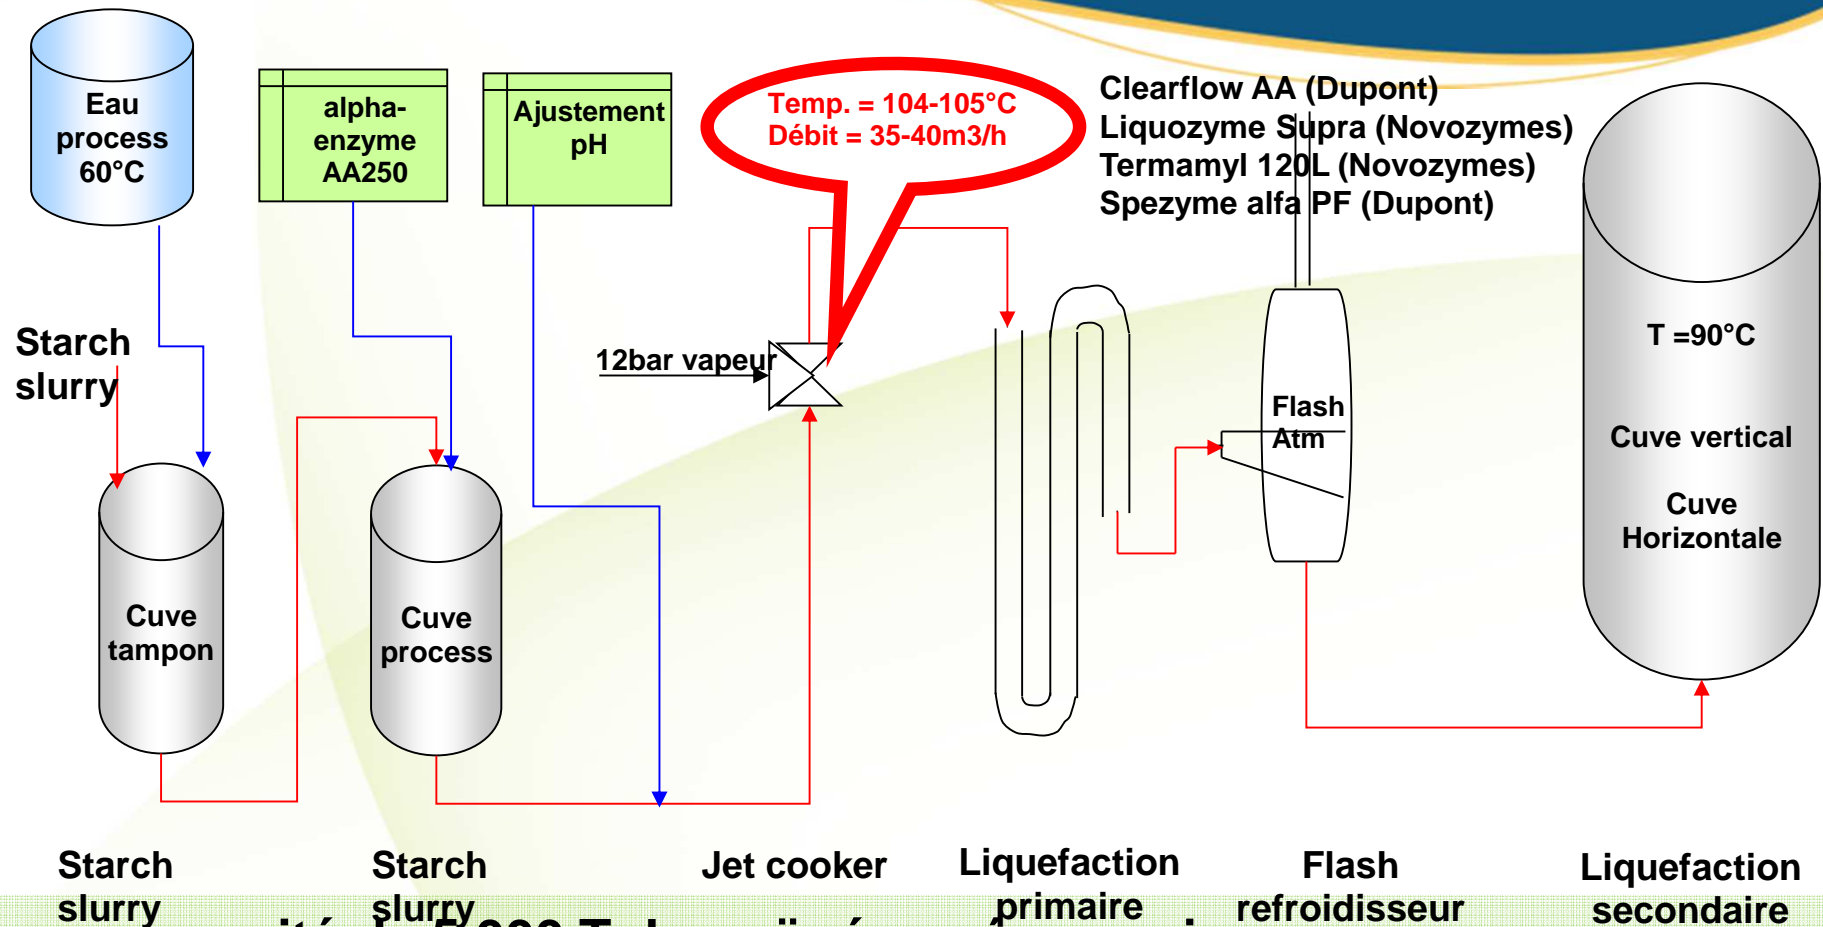 Eau
process
60°C
alpha-
enzyme
AA250
Ajustement
pH
Temp. = 104-105°C
Débit = 35-40m3/h
Clearflow AA (Dupont)
Liquozyme Supra (Novozymes)
Termamyl 120L (Novozymes)
Spezyme alfa PF (Dupont)
Starch
slurry
12bar vapeur
T =90°C
Flash
Atm
Cuve vertical
Cuve
Horizontale
Cuve
tampon
Cuve
process
Starch
slurry
Starch
slurry
Jet cooker
Liquefaction
primaire
Flash
refroidisseur
Liquefaction
secondaire